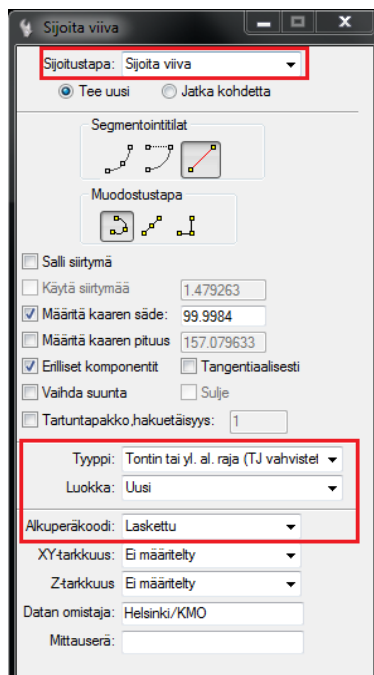 Sijoita viiva
Sijoitustapa: Sijoita viiva
Tee uusi Jatka kohdetta
Segmentointitilat
Muodostustapa
Salli siirtymä
Käytä siirtymää 1.479263
Määritä kaaren säde: 99.9984
Määritä kaaren pituus 157.079633
Erilliset komponentit Tangentiaalisesti
Vaihda suunta Sulje
Tartuntapakko,hakuetäisyys: 1
Tyyppi: Tontin tai yl. al. raja (TJ vahvistet
Luokka: Uusi
Alkuperäkoodi: Laskettu
XY-tarkkuus: Ei määritelty
Z-tarkkuus Ei määritelty
Datan omistaja: Helsinki/KMO
Mittauserä: